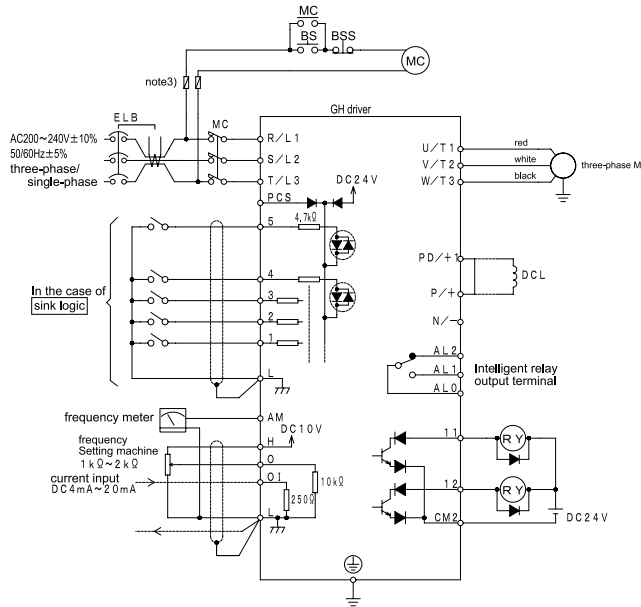 MC
BS
BSS
MC
note3)
GH driver
ELB
MC
AC200~240V±10%
50/60Hz±5%
three-phase/
single-phase
R/L1
S/L2
T/L3
PCS
DC24V
U/T1
V/T2
W/T3
red
white
black
three-phase M
5
4.7kΩ
4
3
2
1
L
In the case of
sink logic
PD/+1
P/+
N/-
DCL
AL2
AL1
AL0
Intelligent relay
output terminal
frequency meter
AM
H
DC10V
frequency
Setting machine
1kΩ~2kΩ
O
current input
DC4mA~20mA
OI
250Ω
10kΩ
L
11
RY
12
RY
CM2
DC24V